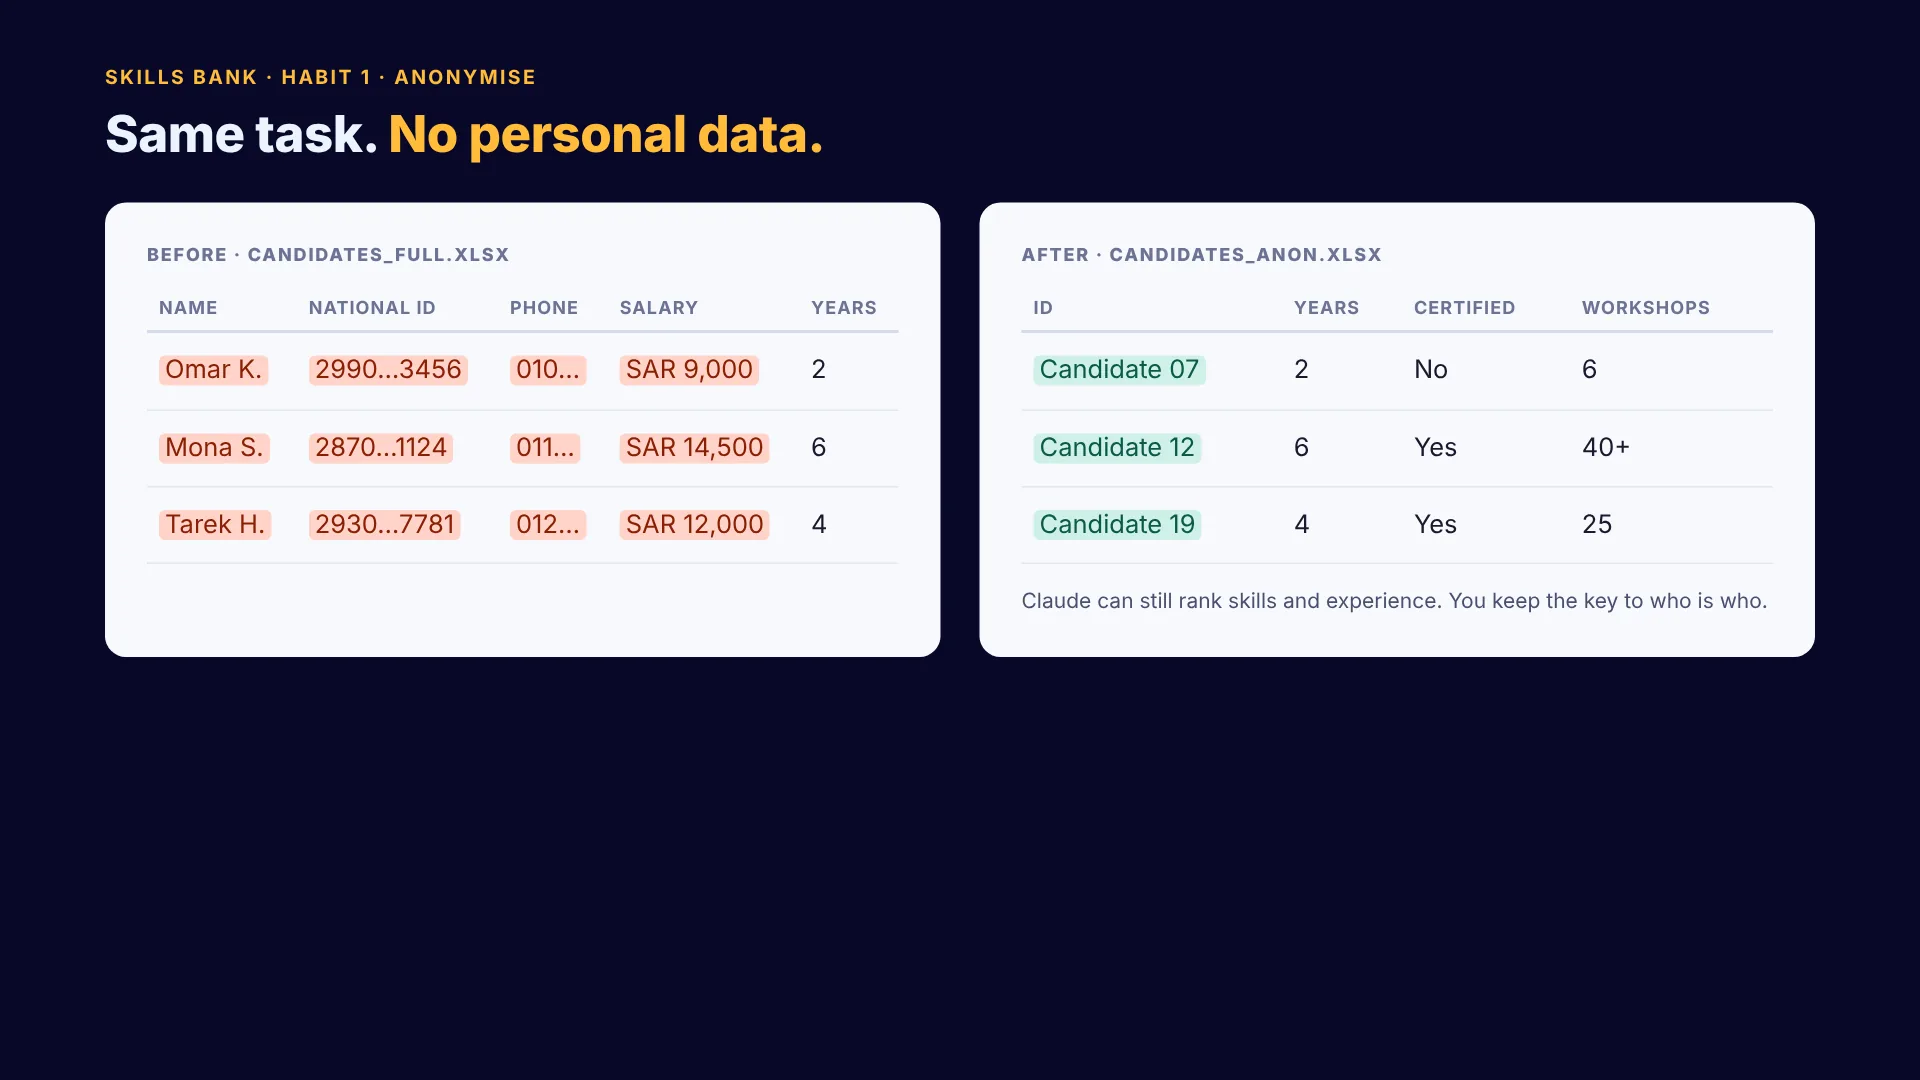 SKILLS BANK · HABIT 1 · ANONYMISE
Same task. No personal data.
BEFORE · CANDIDATES_FULL.XLSX
NAME NATIONAL ID PHONE SALARY YEARS
Omar K. 2990...3456 010... SAR 9,000 2
Mona S. 2870...1124 011... SAR 14,500 6
Tarek H. 2930...7781 012... SAR 12,000 4
AFTER · CANDIDATES_ANON.XLSX
ID YEARS CERTIFIED WORKSHOPS
Candidate 07 2 No 6
Candidate 12 6 Yes 40+
Candidate 19 4 Yes 25
Claude can still rank skills and experience. You keep the key to who is who.